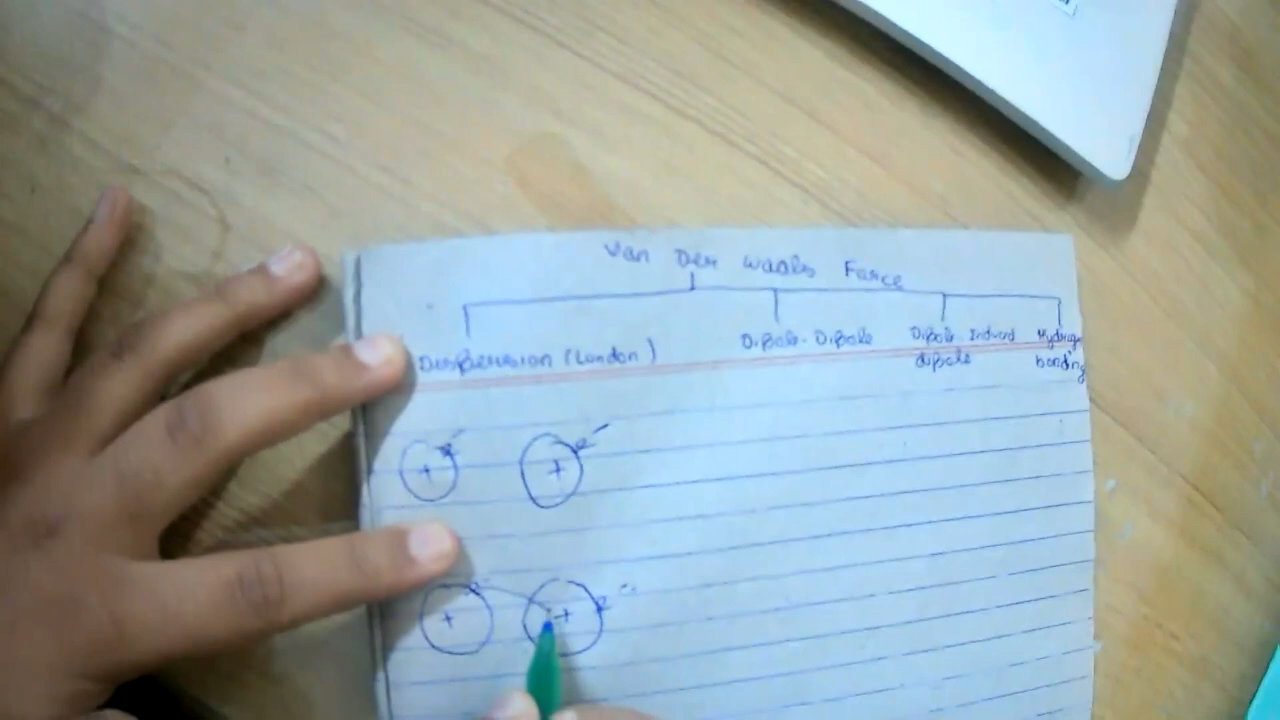 Van Der Waals Force
Dispersion (London)
Dipole - Dipole
Dipole Induced
dipole
Hydrogen
bonding
+ e-
+ e-
+ e
+ e-